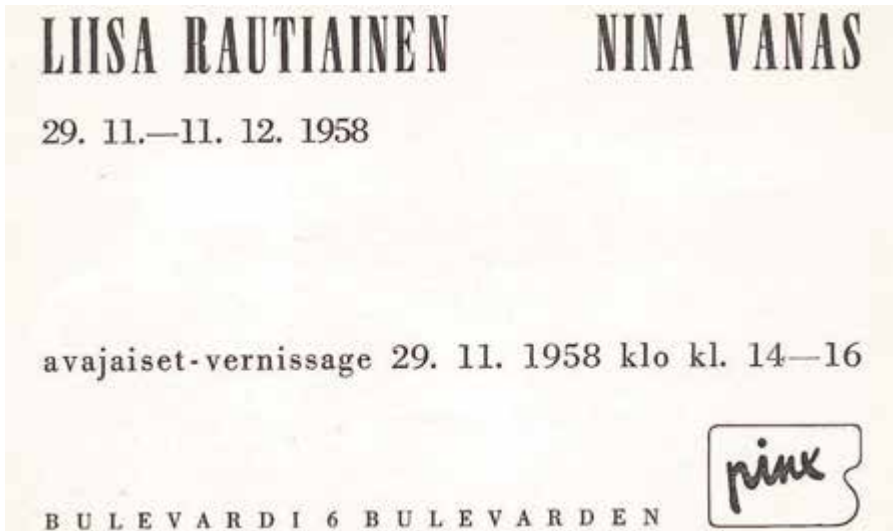 LIISA RAUTIAINEN NINA VANAS
29. 11.—11. 12. 1958
avajaiset-vernissage 29. 11. 1958 klo kl. 14—16
pinx
BULEVARDI 6 BULEVARDEN